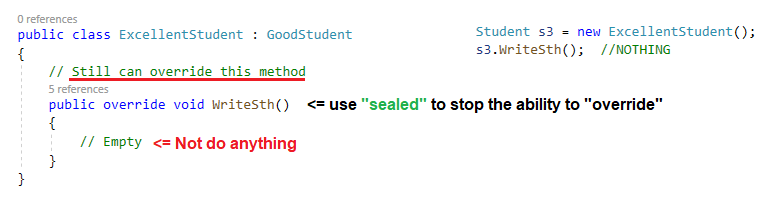 0 references
public class ExcellentStudent : GoodStudent
{
// Still can override this method
5 references
public override void WriteSth() <= use "sealed" to stop the ability to "override"
{
// Empty <= Not do anything
}
}
Student s3 = new ExcellentStudent();
s3.WriteSth(); //NOTHING